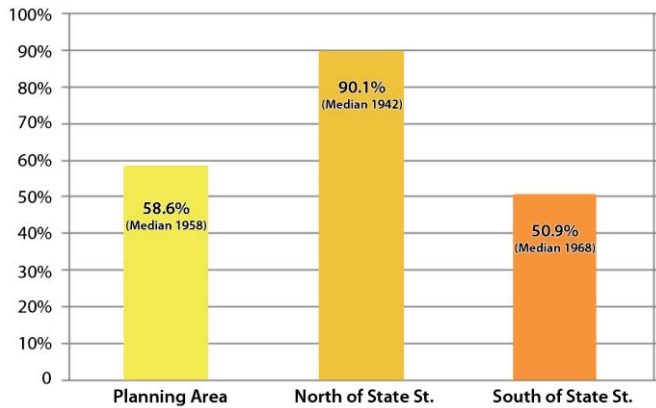 100%
90%
80%
70%
60%
50%
40%
30%
20%
10%
0
58.6%
(Median 1958)
90.1%
(Median 1942)
50.9%
(Median 1968)
Planning Area
North of State St.
South of State St.